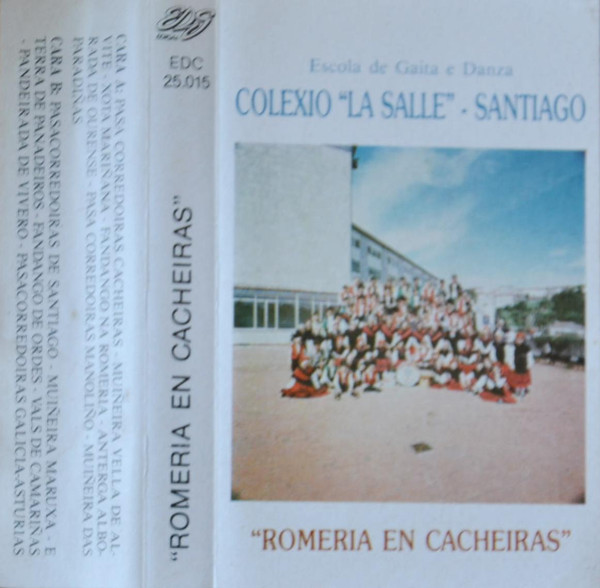 CARA A: PASA CORREDOIRAS CACHEIRAS - MUIÑEIRA VELLA DE AL-
VITE - XOTA MARIÑANA - FANDANGO NA ROMERIA - ANTERGA ALBO-
RADA DE OURENSE - PASA CORREDOIRAS MANOLIÑO - MUIÑEIRA DAS
PARADIÑAS
CARA B: PASACORREDOIRAS DE SANTIAGO - MUIÑEIRA MARUXA - E
TERRA DE PANADEIROS - FANDANGO DE ORDES - VALS DE CAMARIÑAS
- PANDEIRADA DE VIVERO - PASACORREDOIRAS GALICIA-ASTURIAS
EDC
25.015
"ROMERIA EN CACHEIRAS"
Escola de Gaita e Danza
COLEXIO "LA SALLE" - SANTIAGO
"ROMERIA EN CACHEIRAS"